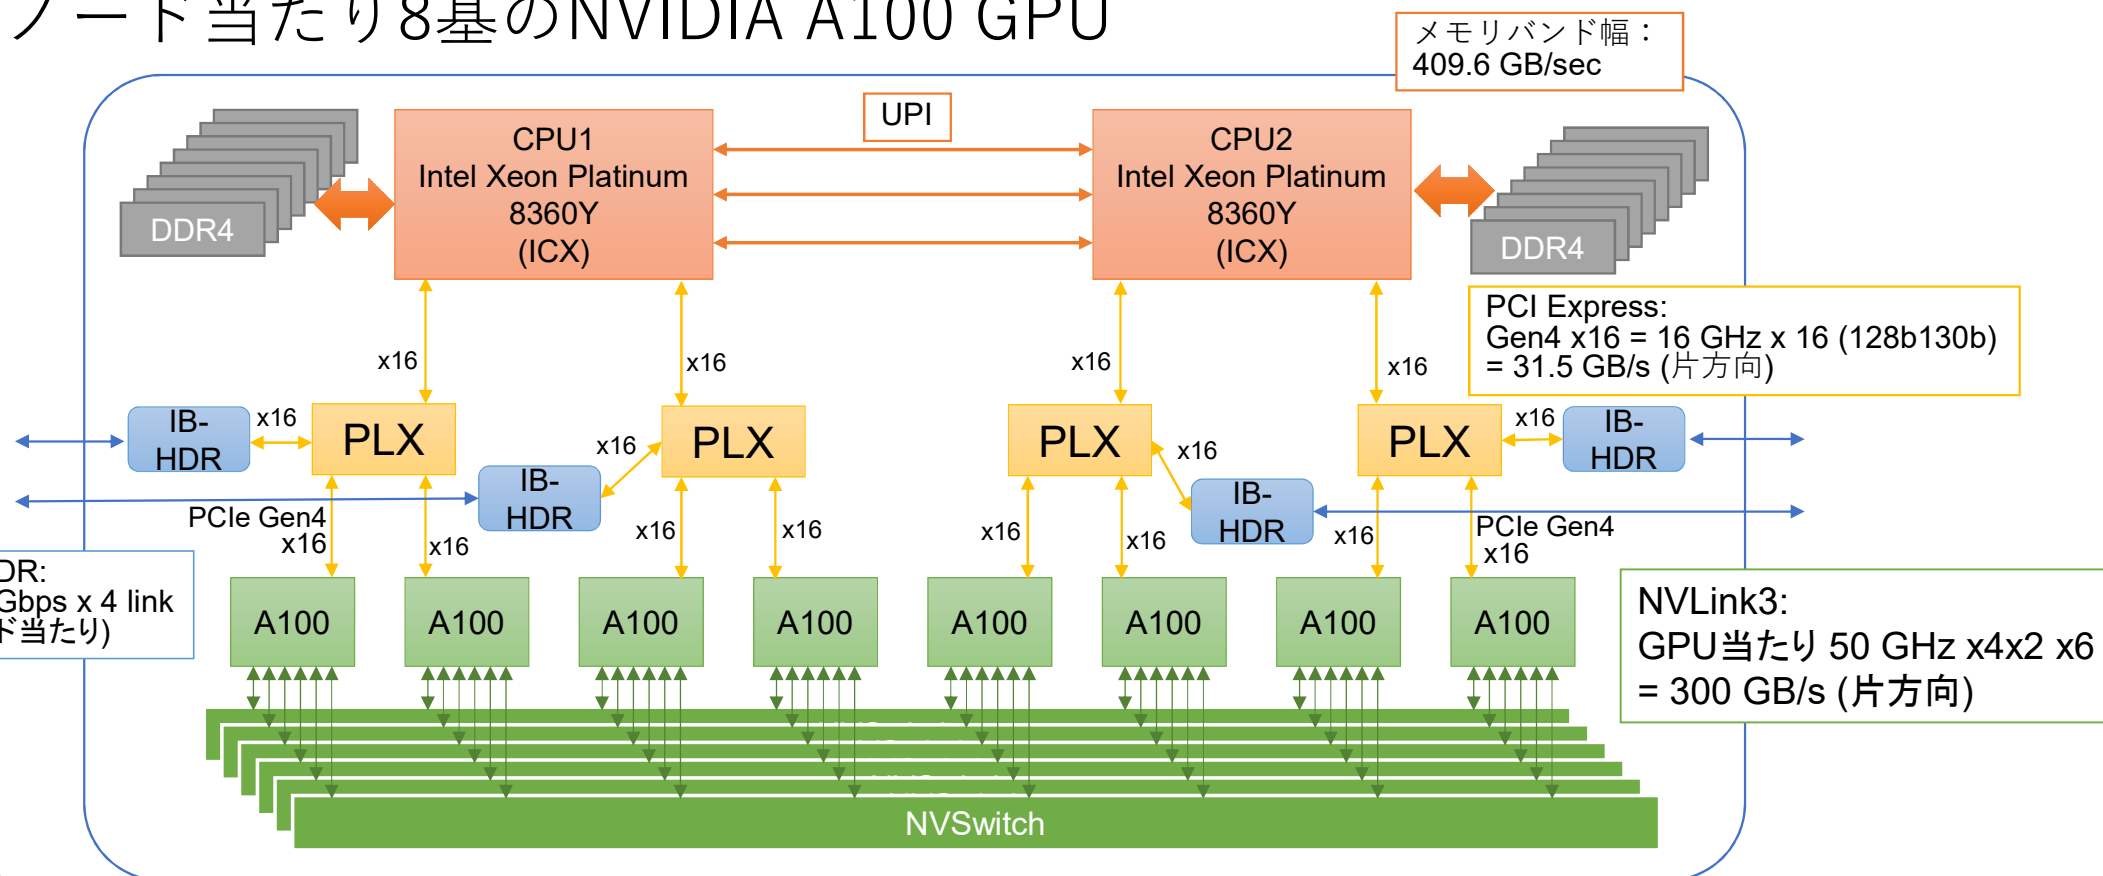 ノード当たり8基のNVIDIA A100 GPU
メモリバンド幅：
409.6 GB/sec
UPI
CPU1
Intel Xeon Platinum
8360Y
(ICX)
CPU2
Intel Xeon Platinum
8360Y
(ICX)
DDR4
DDR4
PCI Express:
Gen4 x16 = 16 GHz x 16 (128b130b)
= 31.5 GB/s (片方向)
x16
x16
x16
x16
IB-
HDR
x16
PLX
x16
PLX
PLX
x16
PLX
x16
IB-
HDR
IB-
HDR
IB-
HDR
PCIe Gen4
x16
x16
x16
x16
x16
x16
x16
PCIe Gen4
x16
DR:
Gbps x 4 link
ド当たり)
A100
A100
A100
A100
A100
A100
A100
A100
NVLink3:
GPU当たり 50 GHz x4x2 x6
= 300 GB/s (片方向)
NVSwitch